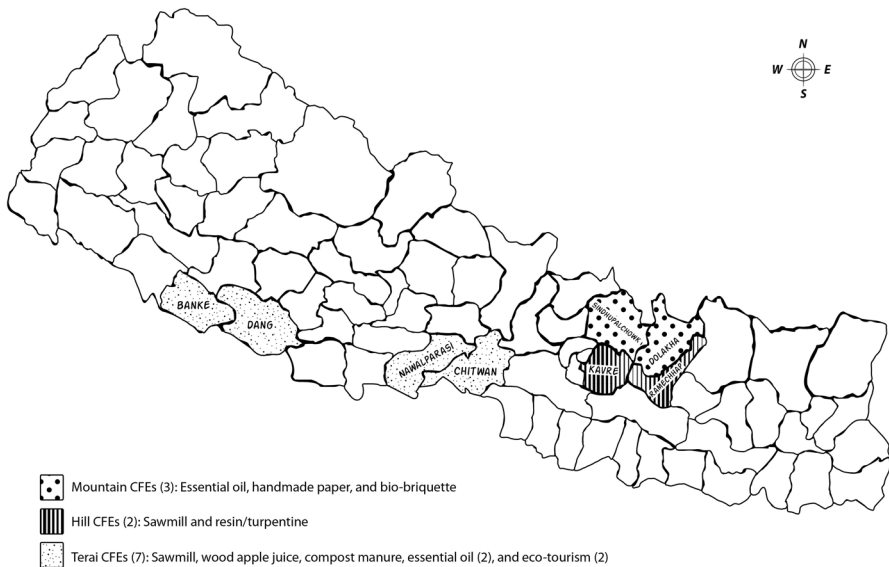 N
W E
S
BANKE
DANG
NAWALPARASI
CHITWAN
SINDHUPALCHOWK
DOLAKHA
KAVRE
RAMECHHAP
Mountain CFEs (3): Essential oil, handmade paper, and bio-briquette
Hill CFEs (2): Sawmill and resin/turpentine
Terai CFEs (7): Sawmill, wood apple juice, compost manure, essential oil (2), and eco-tourism (2)